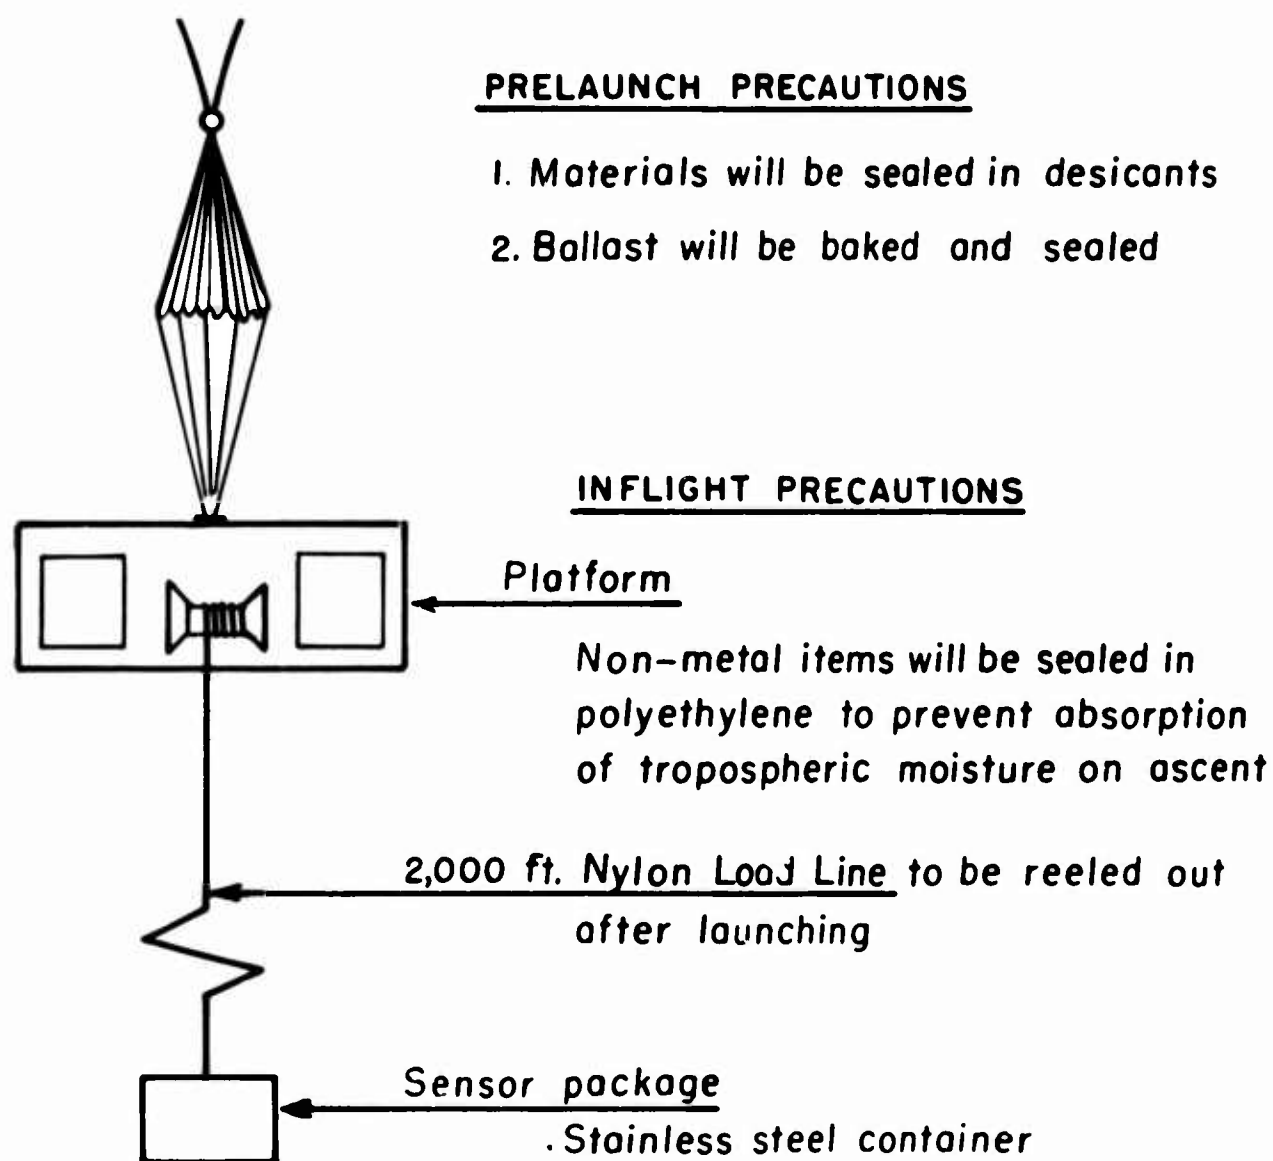 PRELAUNCH PRECAUTIONS
1. Materials will be sealed in desicants
2. Ballast will be baked and sealed
INFLIGHT PRECAUTIONS
Platform
Non-metal items will be sealed in
polyethylene to prevent absorption
of tropospheric moisture on ascent
2,000 ft. Nylon Load Line to be reeled out
after launching
Sensor package
. Stainless steel container